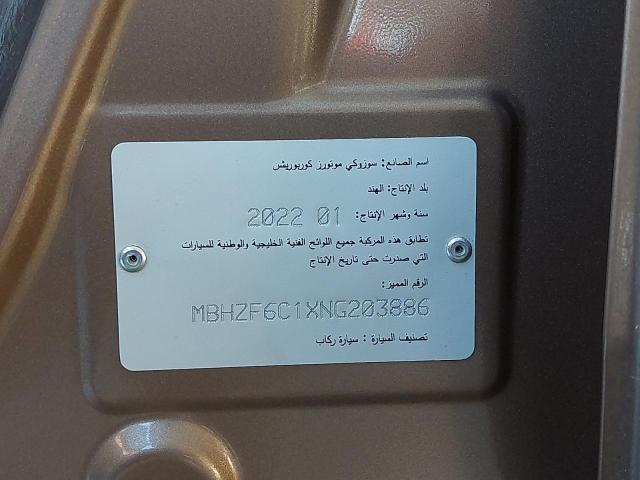 اسم الصانع: سوزوكي موتورز كوربوريشن
بلد الإنتاج: الهند
سنة وشهر الإنتاج: 2022 01
تطابق هذه المركبة جميع اللوائح الفنية الخليجية والوطنية للسيارات
التي صدرت حتى تاريخ الإنتاج
الرقم المميز:
MBHZF6C1XNG203886
تصنيف السيارة : سيارة ركاب